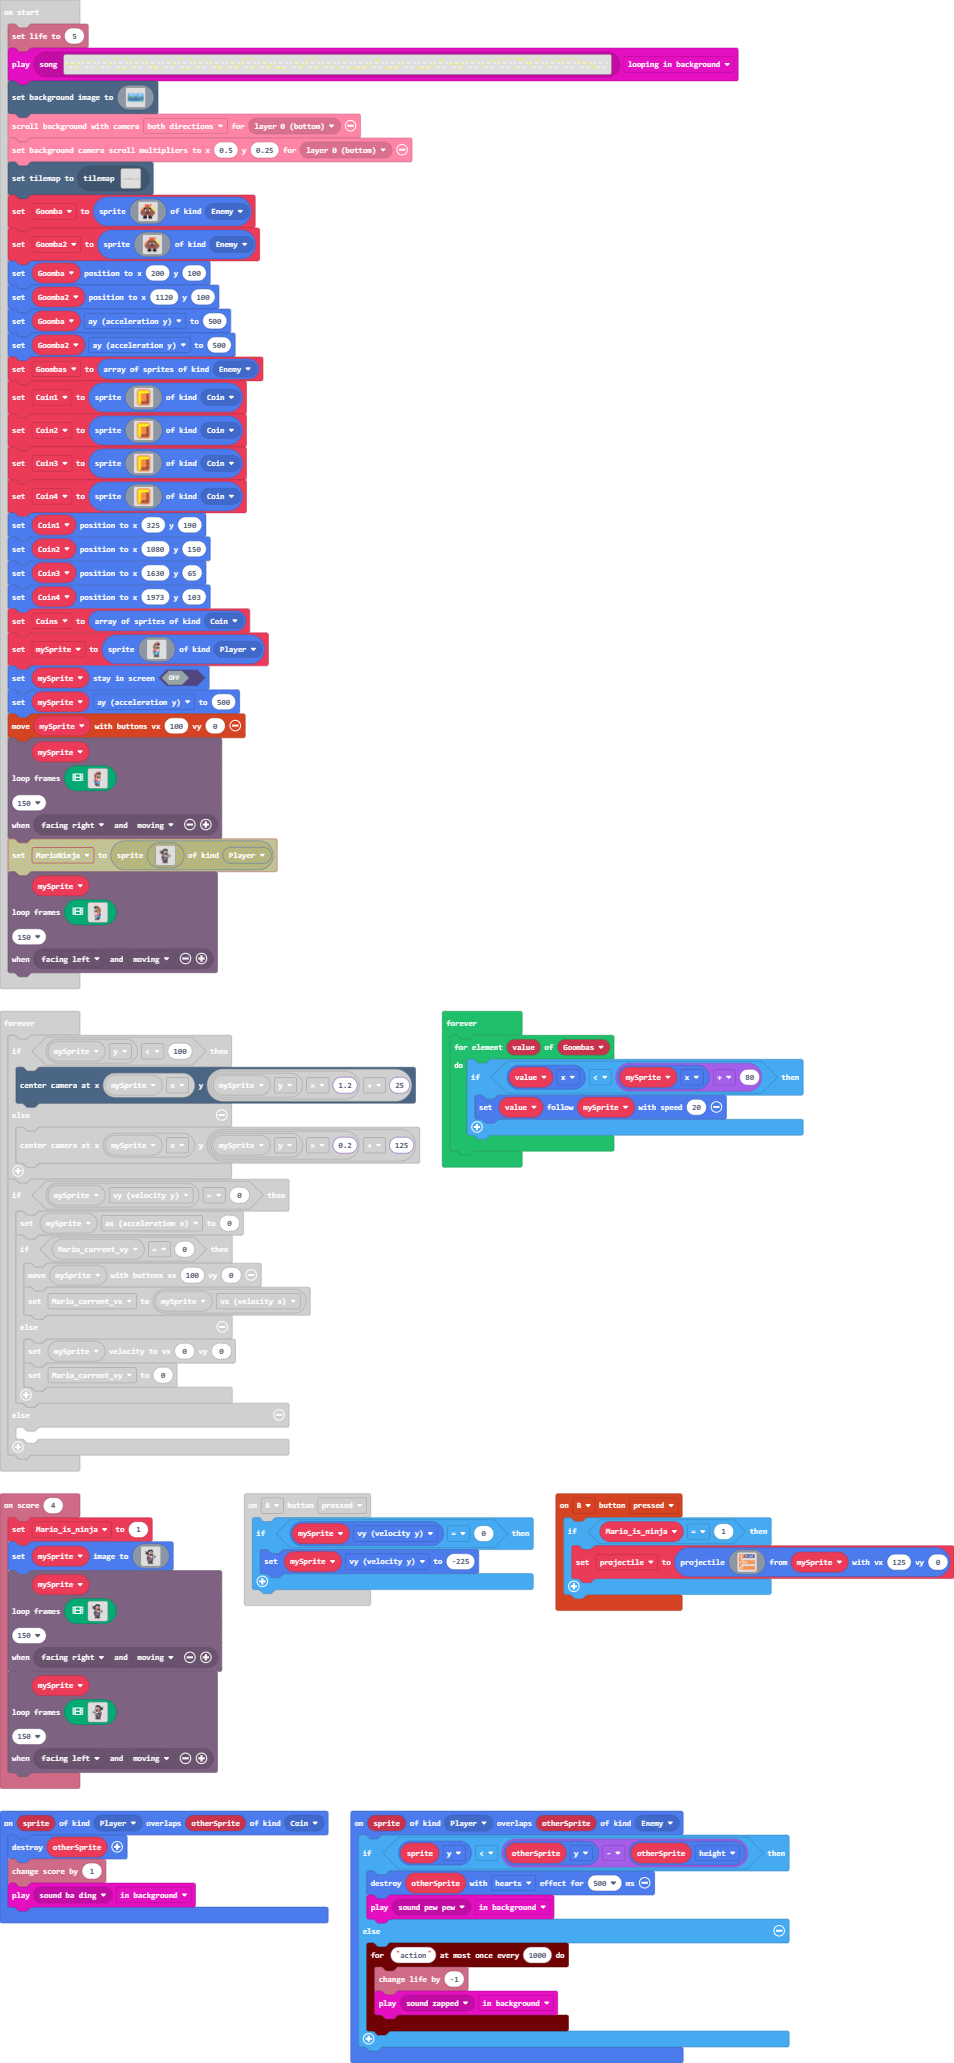 on start
set life to 5
play song looping in background
set background image to
scroll background with camera both directions for layer 0 (bottom)
set background camera scroll multipliers to x 0.5 y 0.25 for layer 0 (bottom)
set tilemap to tilemap
set Goomba to sprite of kind Enemy
set Goomba2 to sprite of kind Enemy
set Goomba position to x 200 y 100
set Goomba2 position to x 1120 y 100
set Goomba ay (acceleration y) to 500
set Goomba2 ay (acceleration y) to 500
set Goombas to array of sprites of kind Enemy
set Coin1 to sprite of kind Coin
set Coin2 to sprite of kind Coin
set Coin3 to sprite of kind Coin
set Coin4 to sprite of kind Coin
set Coin1 position to x 325 y 190
set Coin2 position to x 1080 y 150
set Coin3 position to x 1630 y 65
set Coin4 position to x 1973 y 103
set Coins to array of sprites of kind Coin
set mySprite to sprite of kind Player
set mySprite stay in screen OFF
set mySprite ay (acceleration y) to 500
move mySprite with buttons vx 100 vy 0
mySprite
loop frames
150
when facing right and moving
set MarioNinja to sprite of kind Player
mySprite
loop frames
150
when facing left and moving
forever
if mySprite y < 100 then
center camera at x mySprite x y mySprite y × 1.2 + 25
else
center camera at x mySprite x y mySprite y × 0.2 + 125
if mySprite vy (velocity y) = 0 then
set mySprite ax (acceleration x) to 0
if Mario_current_vy = 0 then
move mySprite with buttons vx 100 vy 0
set Mario_current_vx to mySprite vx (velocity x)
else
set mySprite velocity to vx 0 vy 0
set Mario_current_vy to 0
else
forever
for element value of Goombas
do
if value x < mySprite x + 80 then
set value follow mySprite with speed 20
on score 4
set Mario_is_ninja to 1
set mySprite image to
mySprite
loop frames
150
when facing right and moving
mySprite
loop frames
150
when facing left and moving
on A button pressed
if mySprite vy (velocity y) = 0 then
set mySprite vy (velocity y) to -225
on B button pressed
if Mario_is_ninja = 1 then
set projectile to projectile from mySprite with vx 125 vy 0
on sprite of kind Player overlaps otherSprite of kind Coin
destroy otherSprite
change score by 1
play sound ba ding in background
on sprite of kind Player overlaps otherSprite of kind Enemy
if sprite y < otherSprite y - otherSprite height then
destroy otherSprite with hearts effect for 500 ms
play sound pew pew in background
else
for "action" at most once every 1000 do
change life by -1
play sound zapped in background